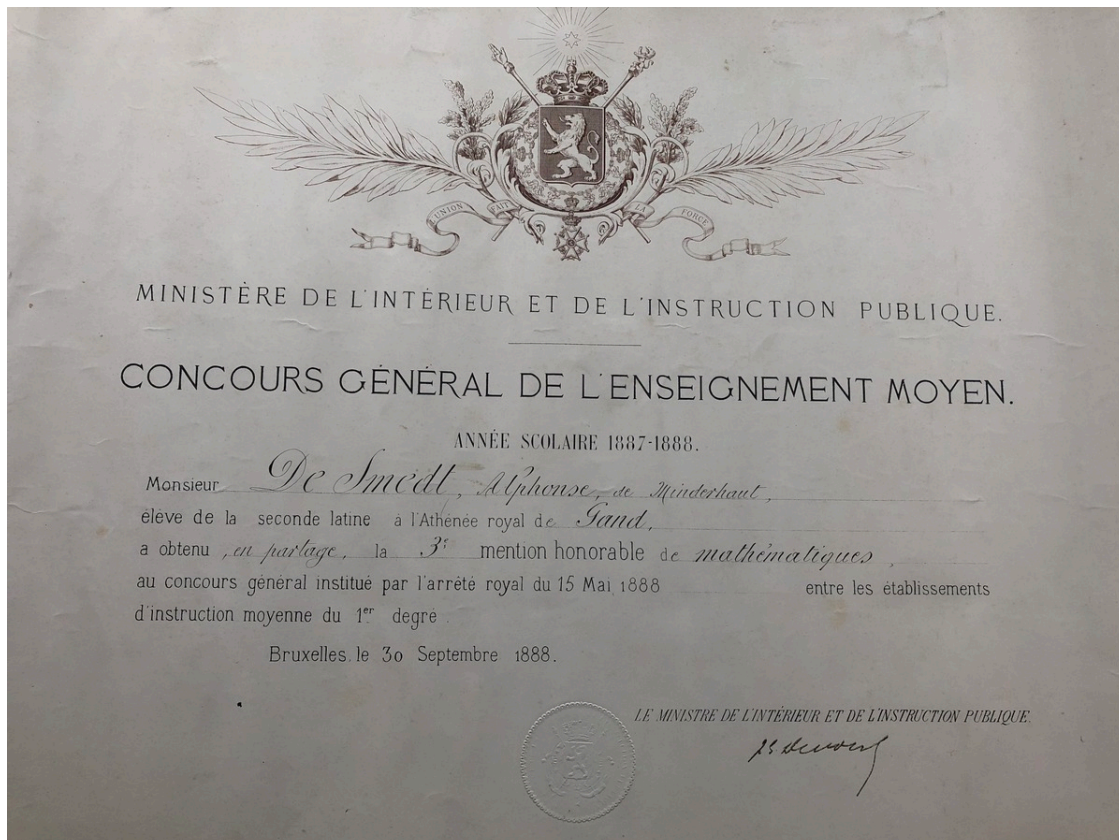 L'UNION FAIT LA FORCE
MINISTÈRE DE L'INTÉRIEUR ET DE L'INSTRUCTION PUBLIQUE.
CONCOURS GÉNÉRAL DE L'ENSEIGNEMENT MOYEN.
ANNÉE SCOLAIRE 1887-1888.
Monsieur De Smedt, Alphonse, de Minderhaut,
élève de la seconde latine à l'Athénée royal de Gand,
a obtenu, en partage, la 3e mention honorable de mathématiques,
au concours général institué par l'arrêté royal du 15 Mai 1888 entre les établissements
d'instruction moyenne du 1er degré
Bruxelles, le 30 Septembre 1888.
LE MINISTRE DE L'INTÉRIEUR ET DE L'INSTRUCTION PUBLIQUE.